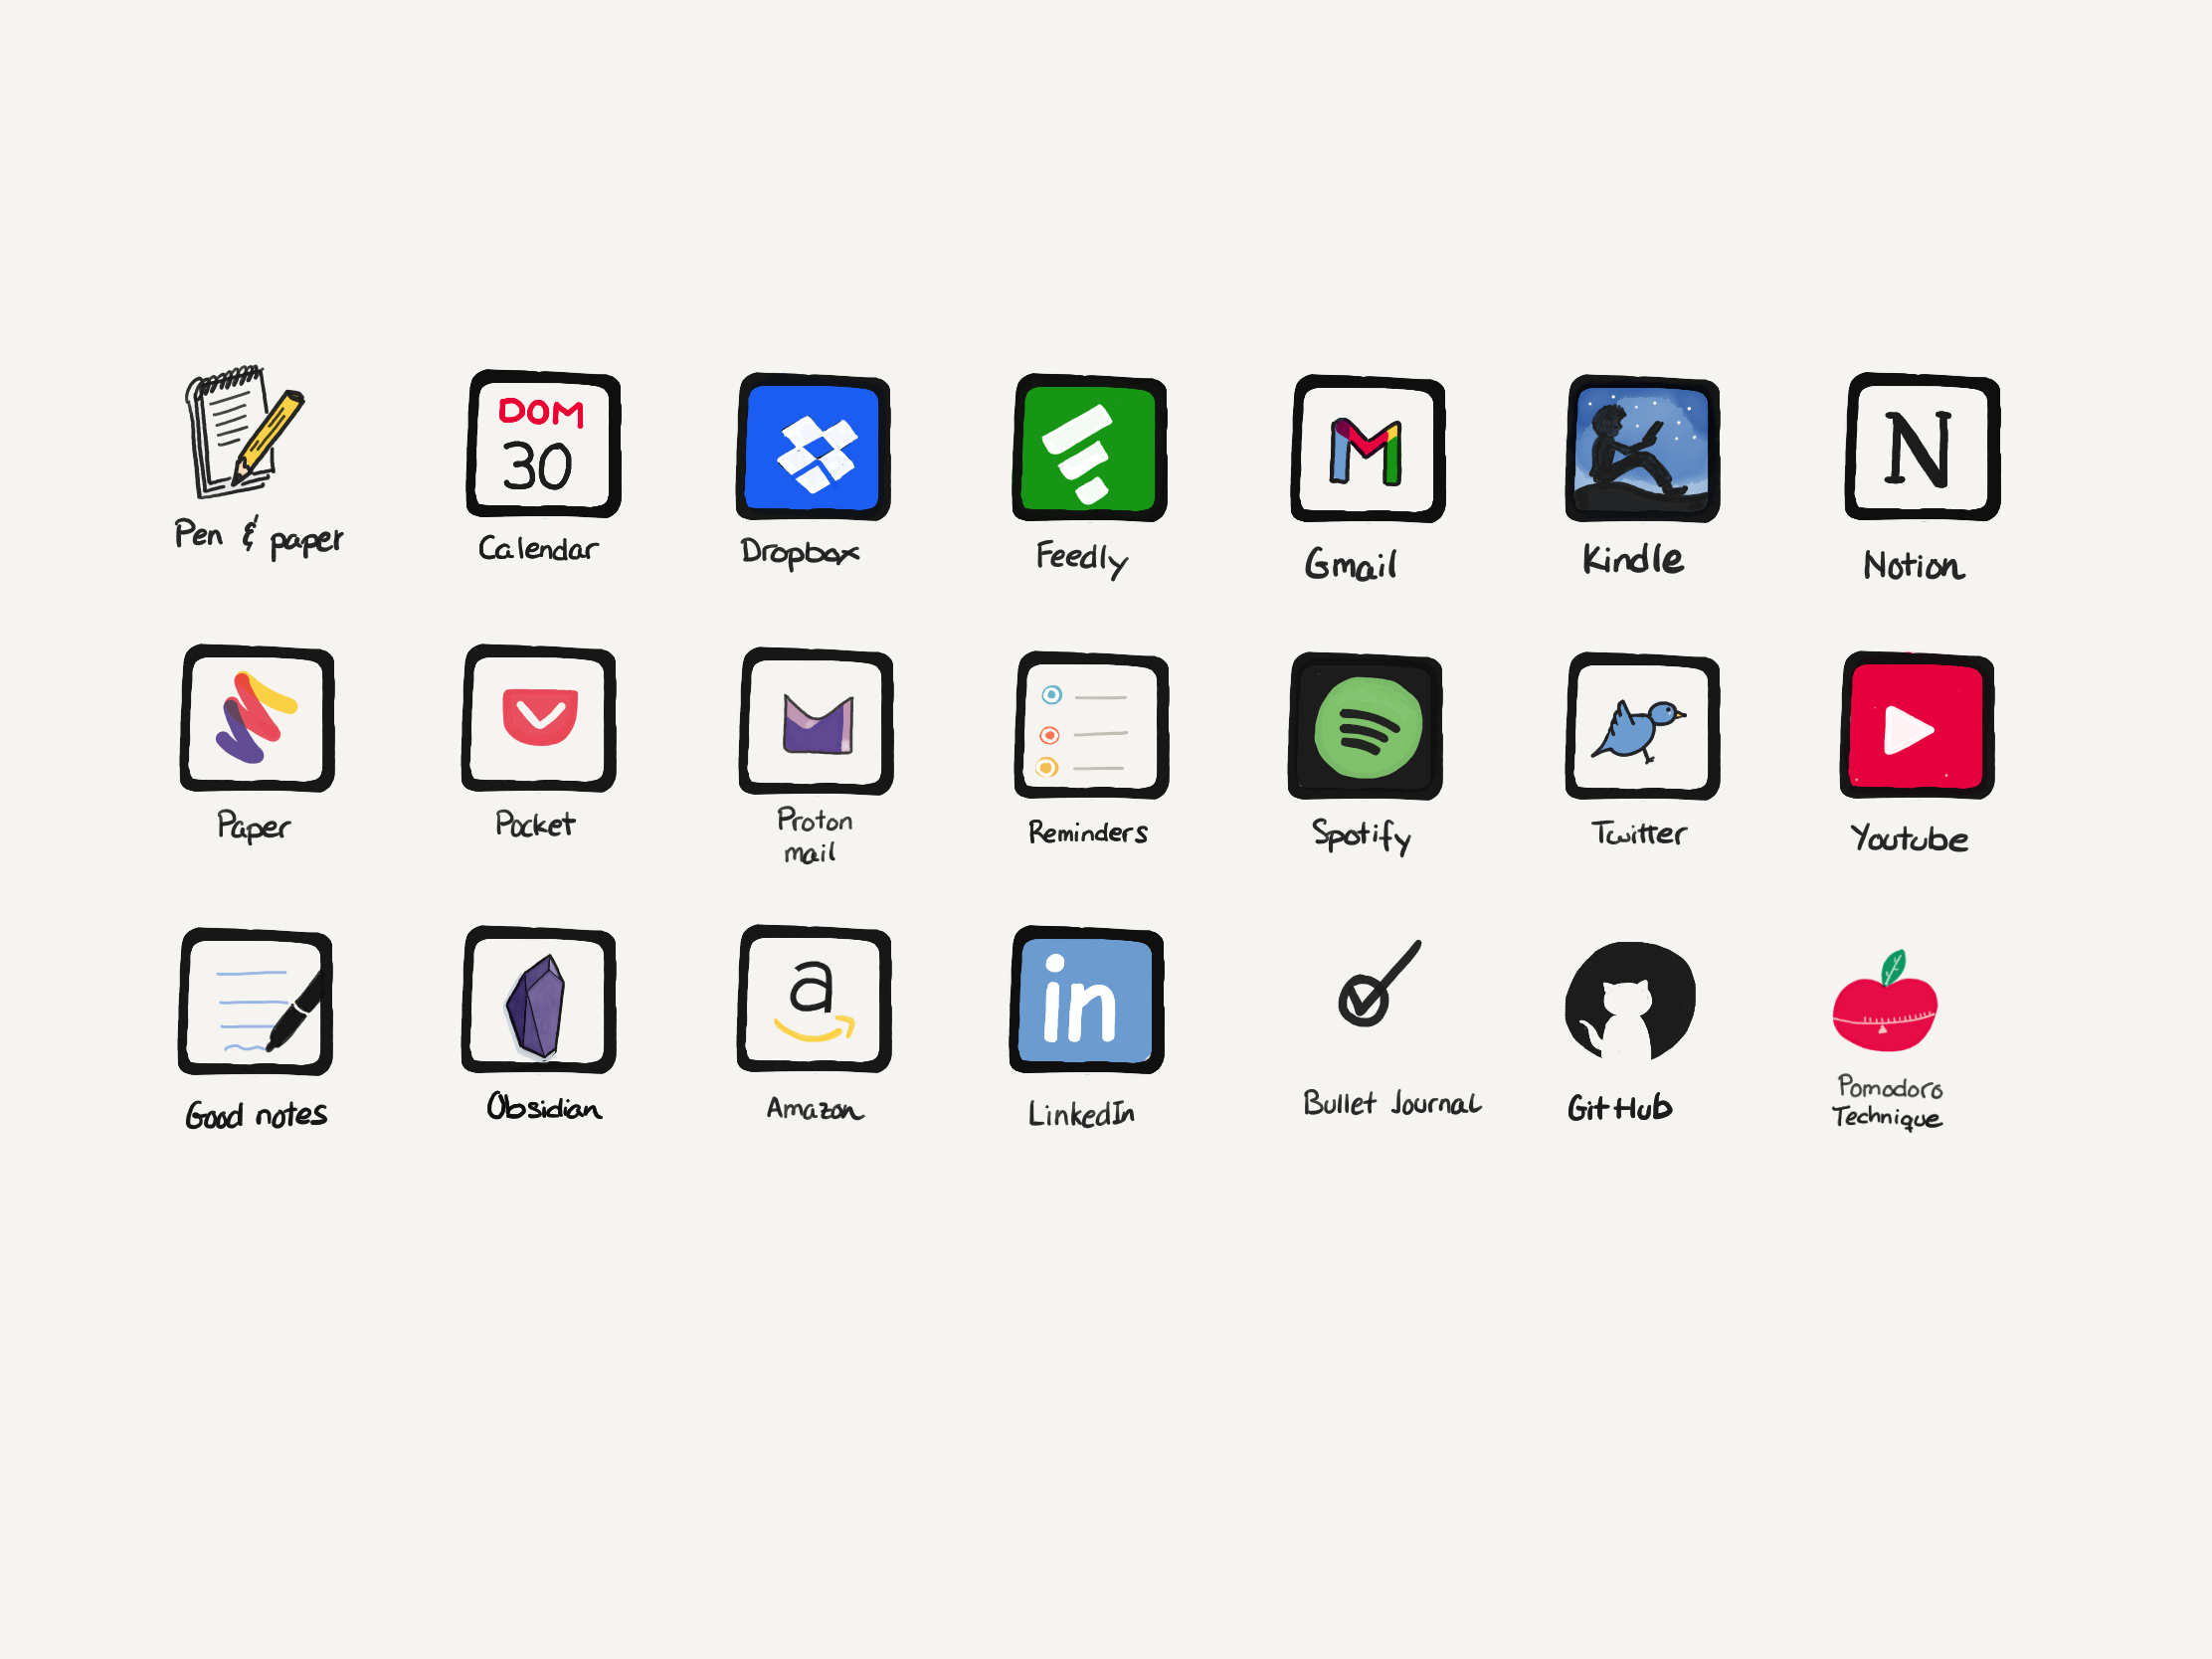 DOM
30
Pen & paper
Calendar
Dropbox
Feedly
Gmail
Kindle
N
Notion
Paper
Pocket
Proton
mail
Reminders
Spotify
Twitter
Youtube
Good notes
Obsidian
a
Amazon
in
LinkedIn
Bullet Journal
GitHub
Pomodoro
Technique